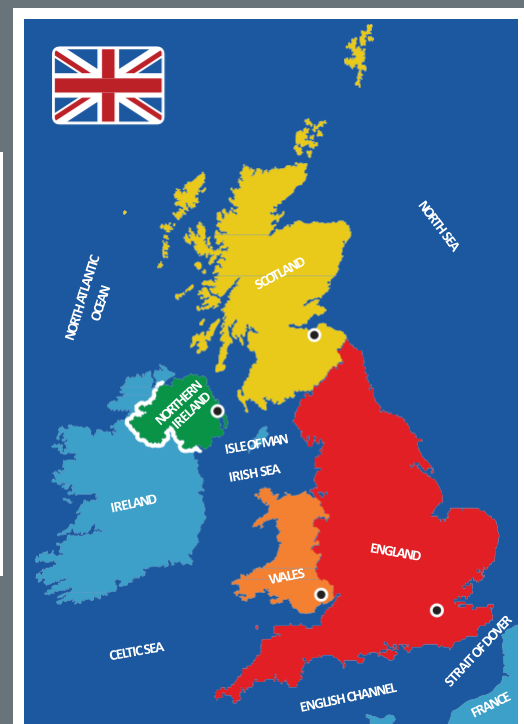 NORTH SEA
SCOTLAND
NORTH ATLANTIC
OCEAN
NORTHERN
IRELAND
ISLE OF MAN
IRISH SEA
IRELAND
ENGLAND
WALES
CELTIC SEA
STRAIT OF DOVER
ENGLISH CHANNEL
FRANCE